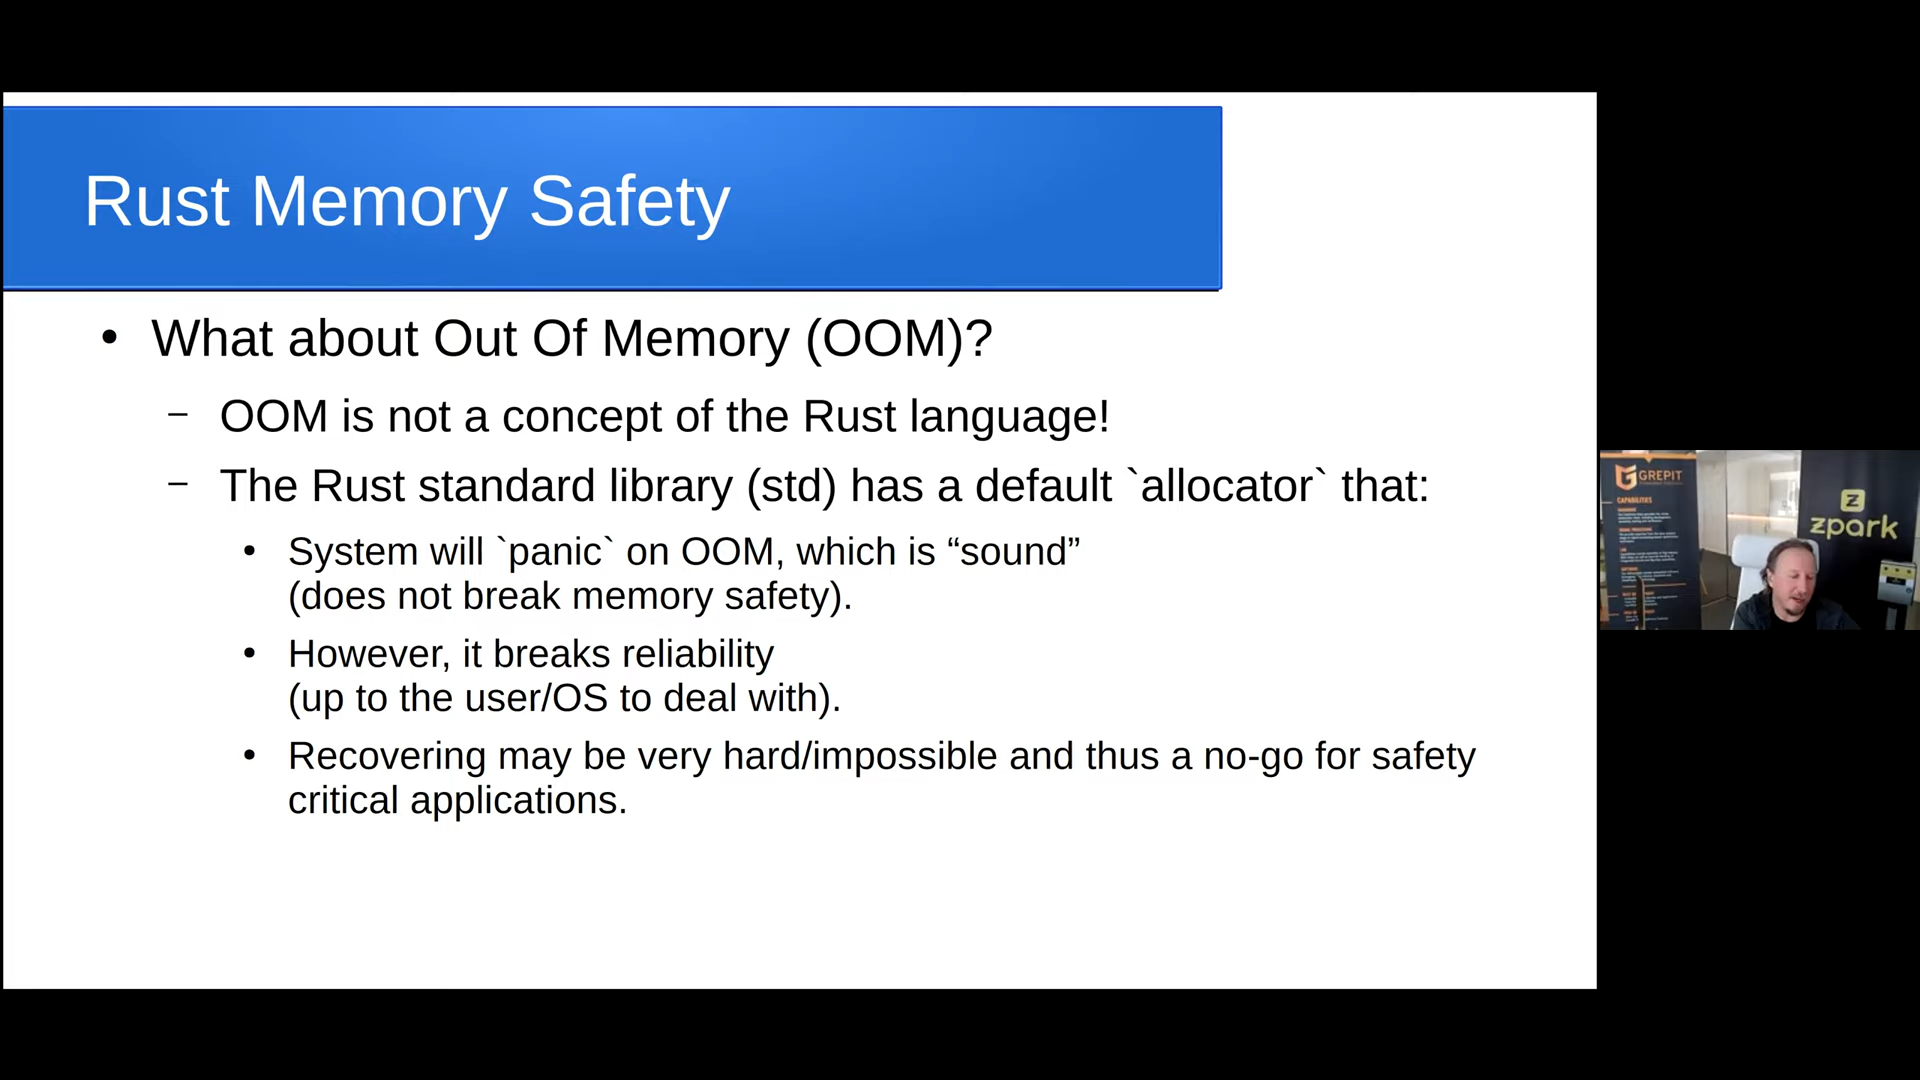 Rust Memory Safety
• What about Out Of Memory (OOM)?
– OOM is not a concept of the Rust language!
– The Rust standard library (std) has a default `allocator` that:
• System will `panic` on OOM, which is “sound”
(does not break memory safety).
• However, it breaks reliability
(up to the user/OS to deal with).
• Recovering may be very hard/impossible and thus a no-go for safety
critical applications.
GREPIT
CAPABILITIES
zpark